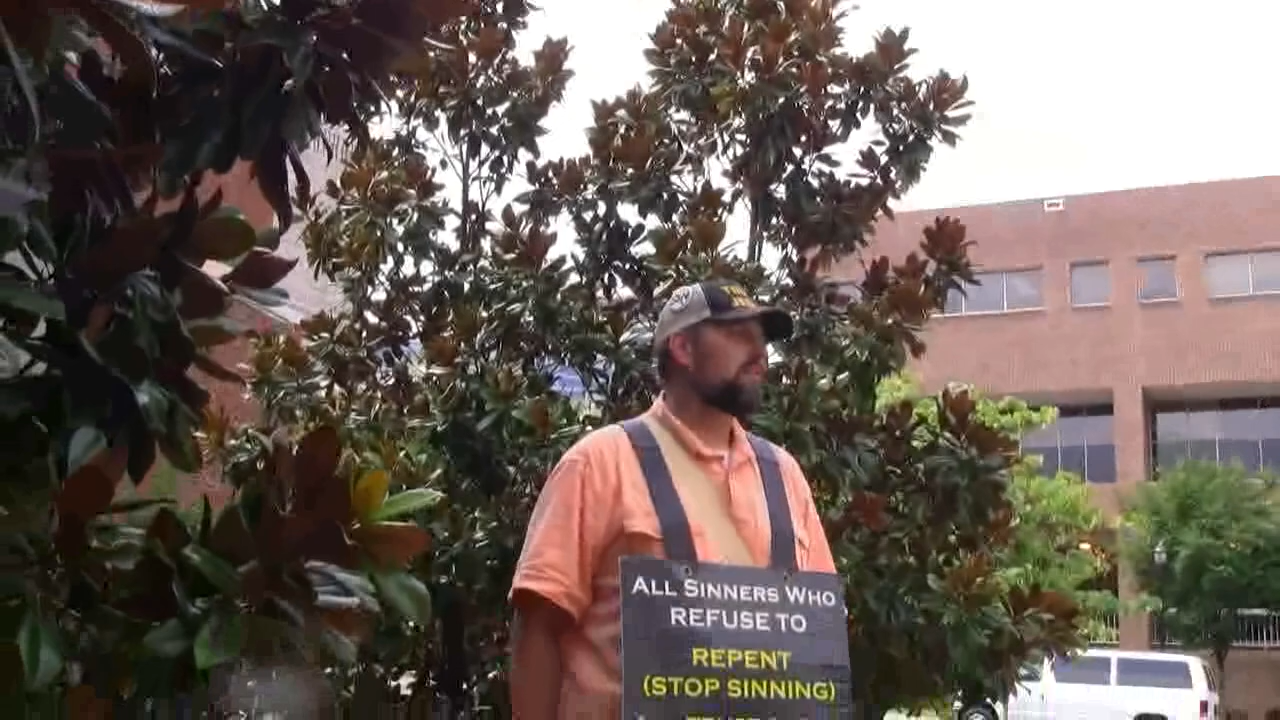 ALL SINNERS WHO
REFUSE TO
REPENT
(STOP SINNING)